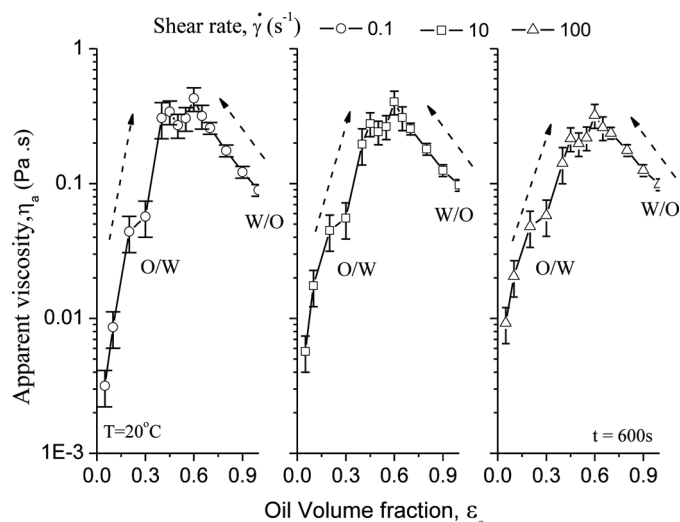 Shear rate, γ̇ (s⁻¹) 0.1 10 100
Apparent viscosity,ηₐ (Pa .s)
1
0.1
0.01
1E-3
O/W W/O
O/W W/O
O/W W/O
T=20°C
t = 600s
0.0 0.3 0.6 0.9 0.0 0.3 0.6 0.9 0.0 0.3 0.6 0.9
Oil Volume fraction, ε